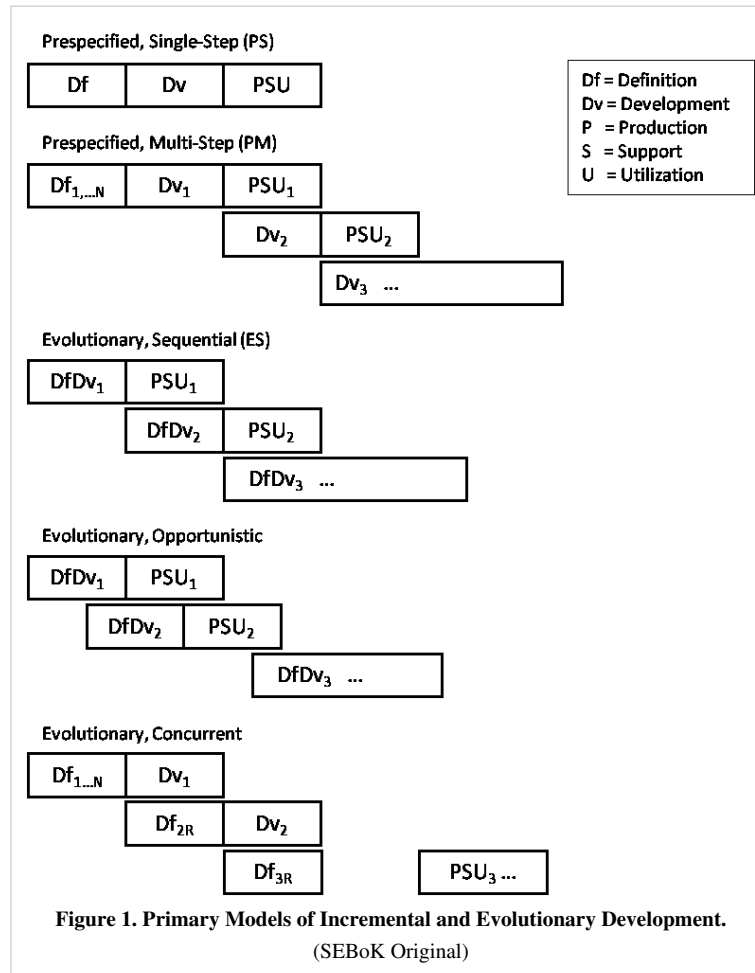 Prespecified, Single-Step (PS)
Df Dv PSU
Df = Definition
Dv = Development
P = Production
S = Support
U = Utilization
Prespecified, Multi-Step (PM)
Df1,...N Dv1 PSU1
Dv2 PSU2
Dv3 ...
Evolutionary, Sequential (ES)
DfDv1 PSU1
DfDv2 PSU2
DfDv3 ...
Evolutionary, Opportunistic
DfDv1 PSU1
DfDv2 PSU2
DfDv3 ...
Evolutionary, Concurrent
Df1...N Dv1
Df2R Dv2
Df3R PSU3 ...
Figure 1. Primary Models of Incremental and Evolutionary Development.
(SEBoK Original)